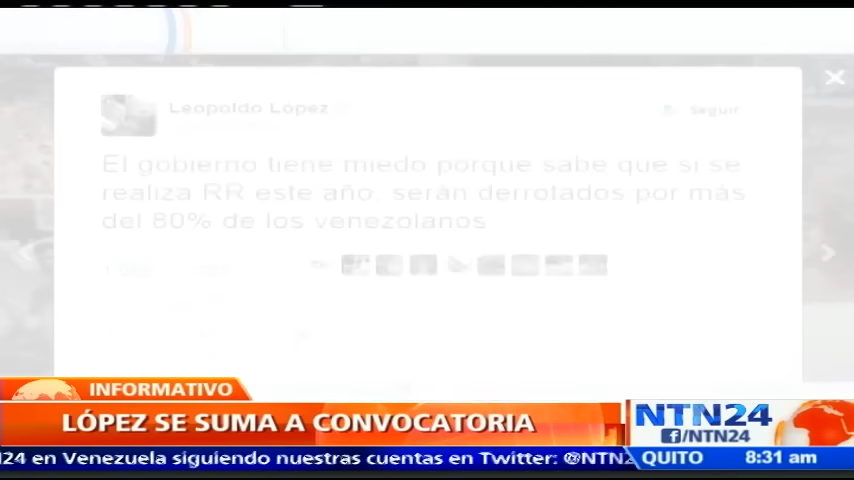 Leopoldo López
Seguir
El gobierno tiene miedo porque sabe que si se
realiza RR este año, serán derrotados por más
del 80% de los venezolanos
INFORMATIVO
LÓPEZ SE SUMA A CONVOCATORIA
NTN24
f/NTN24
N24 en Venezuela siguiendo nuestras cuentas en Twitter: @NTN2
QUITO 8:31 am